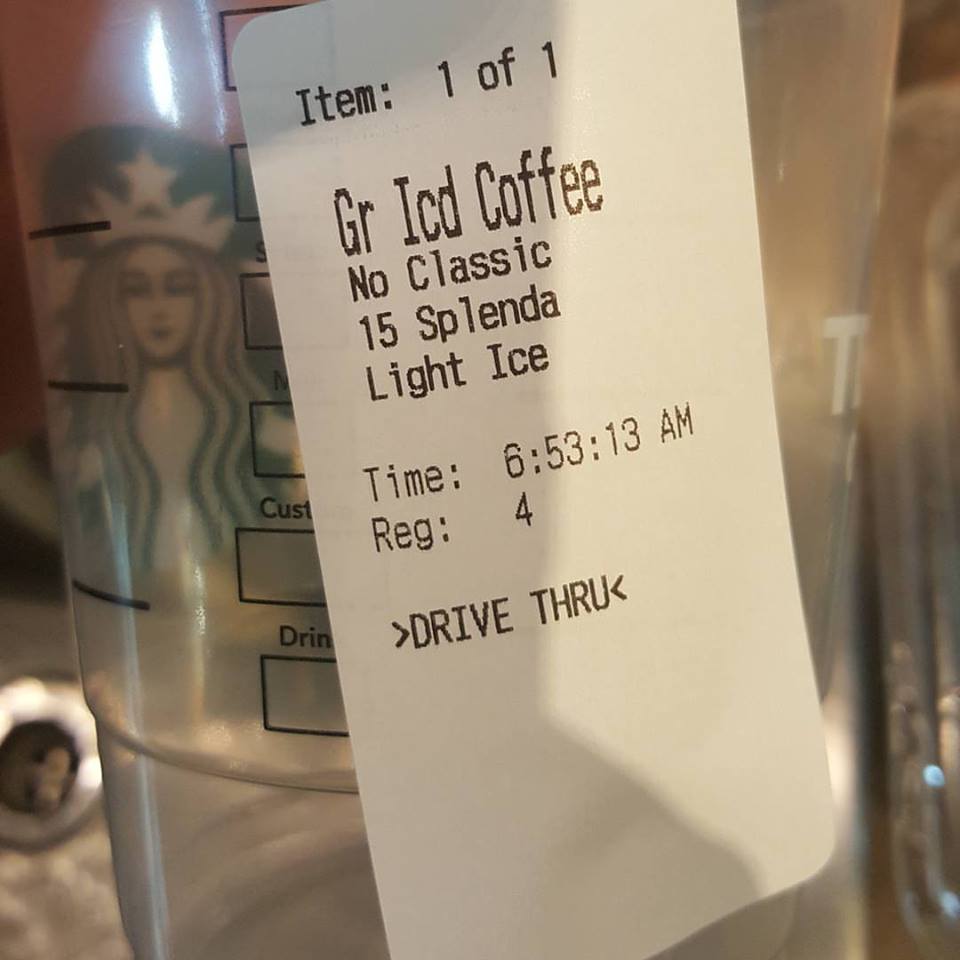 Item: 1 of 1
Gr Icd Coffee
No Classic
15 Splenda
Light Ice
Time: 6:53:13 AM
Reg: 4
>DRIVE THRU<
Cust
Drin
T